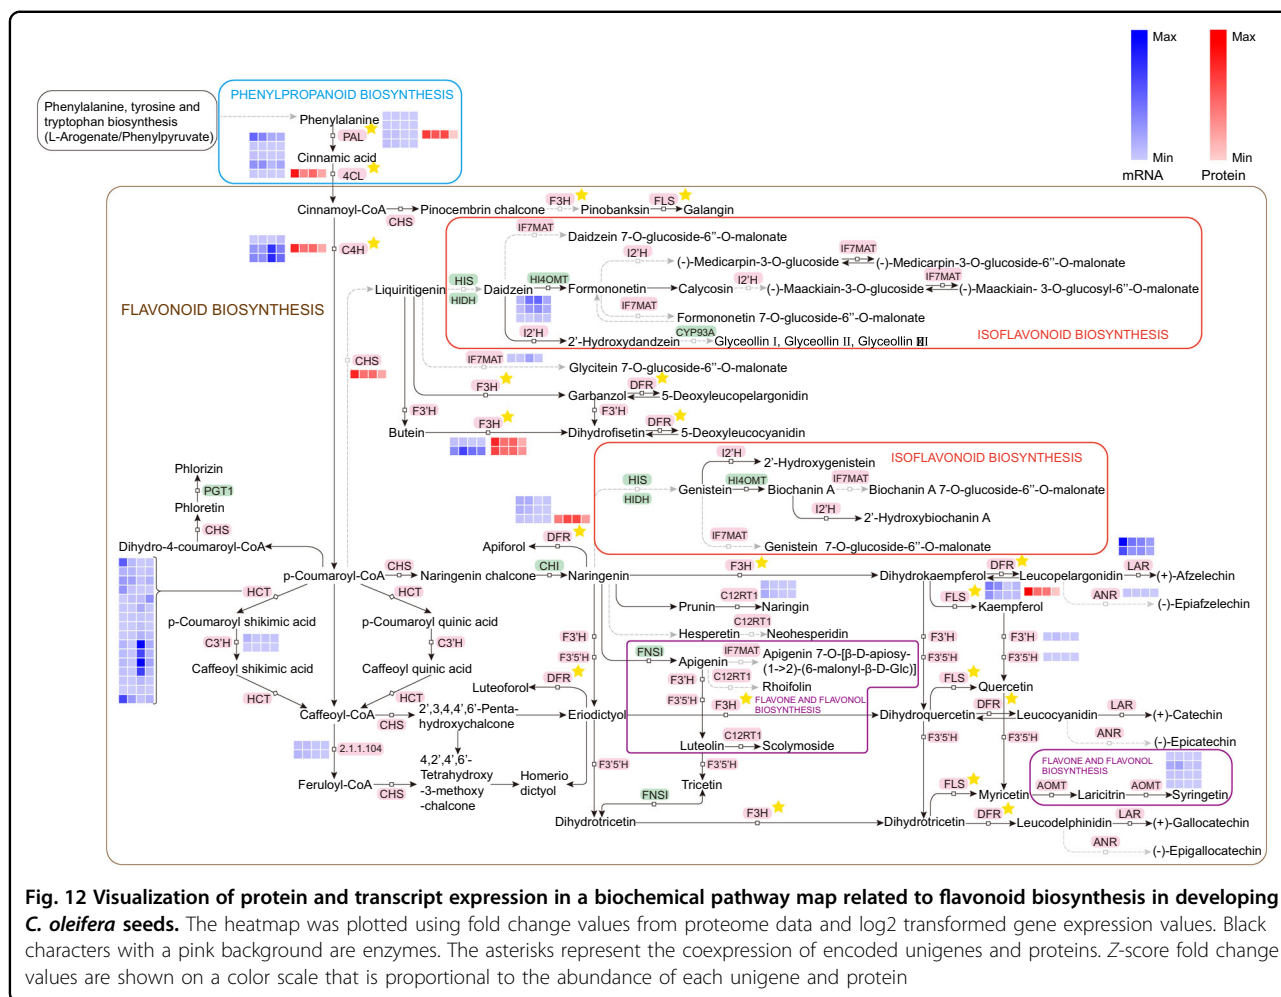 Max
Max
Min
Min
mRNA
Protein
PHENYLPROPANOID BIOSYNTHESIS
Phenylalanine, tyrosine and
tryptophan biosynthesis
(L-Arogenate/Phenylpyruvate)
Phenylalanine
PAL
Cinnamic acid
4CL
Cinnamoyl-CoA
CHS
Pinocembrin chalcone
F3H
Pinobanksin
FLS
Galangin
C4H
FLAVONOID BIOSYNTHESIS
IF7MAT
Daidzein 7-O-glucoside-6”-O-malonate
I2’H
(-)-Medicarpin-3-O-glucoside
IF7MAT
(-)-Medicarpin-3-O-glucoside-6”-O-malonate
Liquiritigenin
HIS
HIDH
Daidzein
HI4OMT
Formononetin
Calycosin
I2’H
(-)-Maackiain-3-O-glucoside
IF7MAT
(-)-Maackiain- 3-O-glucosyl-6”-O-malonate
IF7MAT
Formononetin 7-O-glucoside-6”-O-malonate
I2’H
2’-Hydroxydandzein
CYP93A
Glyceollin I, Glyceollin II, Glyceollin III
ISOFLAVONOID BIOSYNTHESIS
CHS
IF7MAT
Glycitein 7-O-glucoside-6”-O-malonate
F3H
Garbanzol
DFR
5-Deoxyleucopelargonidin
F3’H
F3’H
Butein
F3H
Dihydrofisetin
DFR
5-Deoxyleucocyanidin
ISOFLAVONOID BIOSYNTHESIS
I2’H
2’-Hydroxygenistein
HIS
HIDH
Genistein
HI4OMT
Biochanin A
IF7MAT
Biochanin A 7-O-glucoside-6”-O-malonate
I2’H
2’-Hydroxybiochanin A
IF7MAT
Genistein 7-O-glucoside-6”-O-malonate
Phlorizin
PGT1
Phloretin
CHS
Dihydro-4-coumaroyl-CoA
Apiforol
DFR
p-Coumaroyl-CoA
CHS
Naringenin chalcone
CHI
Naringenin
F3H
Dihydrokaempferol
DFR
Leucopelargonidin
LAR
(+)-Afzelechin
ANR
(-)-Epiafzelechin
FLS
Kaempferol
HCT
HCT
p-Coumaroyl shikimic acid
p-Coumaroyl quinic acid
C3’H
C3’H
Caffeoyl shikimic acid
Caffeoyl quinic acid
HCT
HCT
Prunin
C12RT1
Naringin
C12RT1
Hesperetin
Neohesperidin
F3’H
F3’5’H
FNSI
Apigenin
IF7MAT
Apigenin 7-O-[β-D-apiosy-
(1->2)-(6-malonyl-β-D-Glc)]
C12RT1
Rhoifolin
F3’H
F3’5’H
F3’H
F3’5’H
F3’H
F3’5’H
Luteoforol
DFR
FLS
Quercetin
Caffeoyl-CoA
CHS
2’,3,4,4’,6’-Penta-
hydroxychalcone
Eriodictyol
F3H
FLAVONE AND FLAVONOL
BIOSYNTHESIS
Dihydroquercetin
DFR
Leucocyanidin
LAR
(+)-Catechin
ANR
(-)-Epicatechin
2.1.1.104
Luteolin
C12RT1
Scolymoside
Feruloyl-CoA
CHS
4,2’,4’,6’-
Tetrahydroxy
-3-methoxy
-chalcone
Homerio
dictyol
F3’5’H
F3’5’H
Tricetin
F3’5’H
F3’5’H
FNSI
FLS
Myricetin
FLAVONE AND FLAVONOL
BIOSYNTHESIS
AOMT
Laricitrin
AOMT
Syringetin
Dihydrotricetin
F3H
Dihydrotricetin
DFR
Leucodelphinidin
LAR
(+)-Gallocatechin
ANR
(-)-Epigallocatechin
Fig. 12 Visualization of protein and transcript expression in a biochemical pathway map related to flavonoid biosynthesis in developing
C. oleifera seeds. The heatmap was plotted using fold change values from proteome data and log2 transformed gene expression values. Black
characters with a pink background are enzymes. The asterisks represent the coexpression of encoded unigenes and proteins. Z-score fold change
values are shown on a color scale that is proportional to the abundance of each unigene and protein